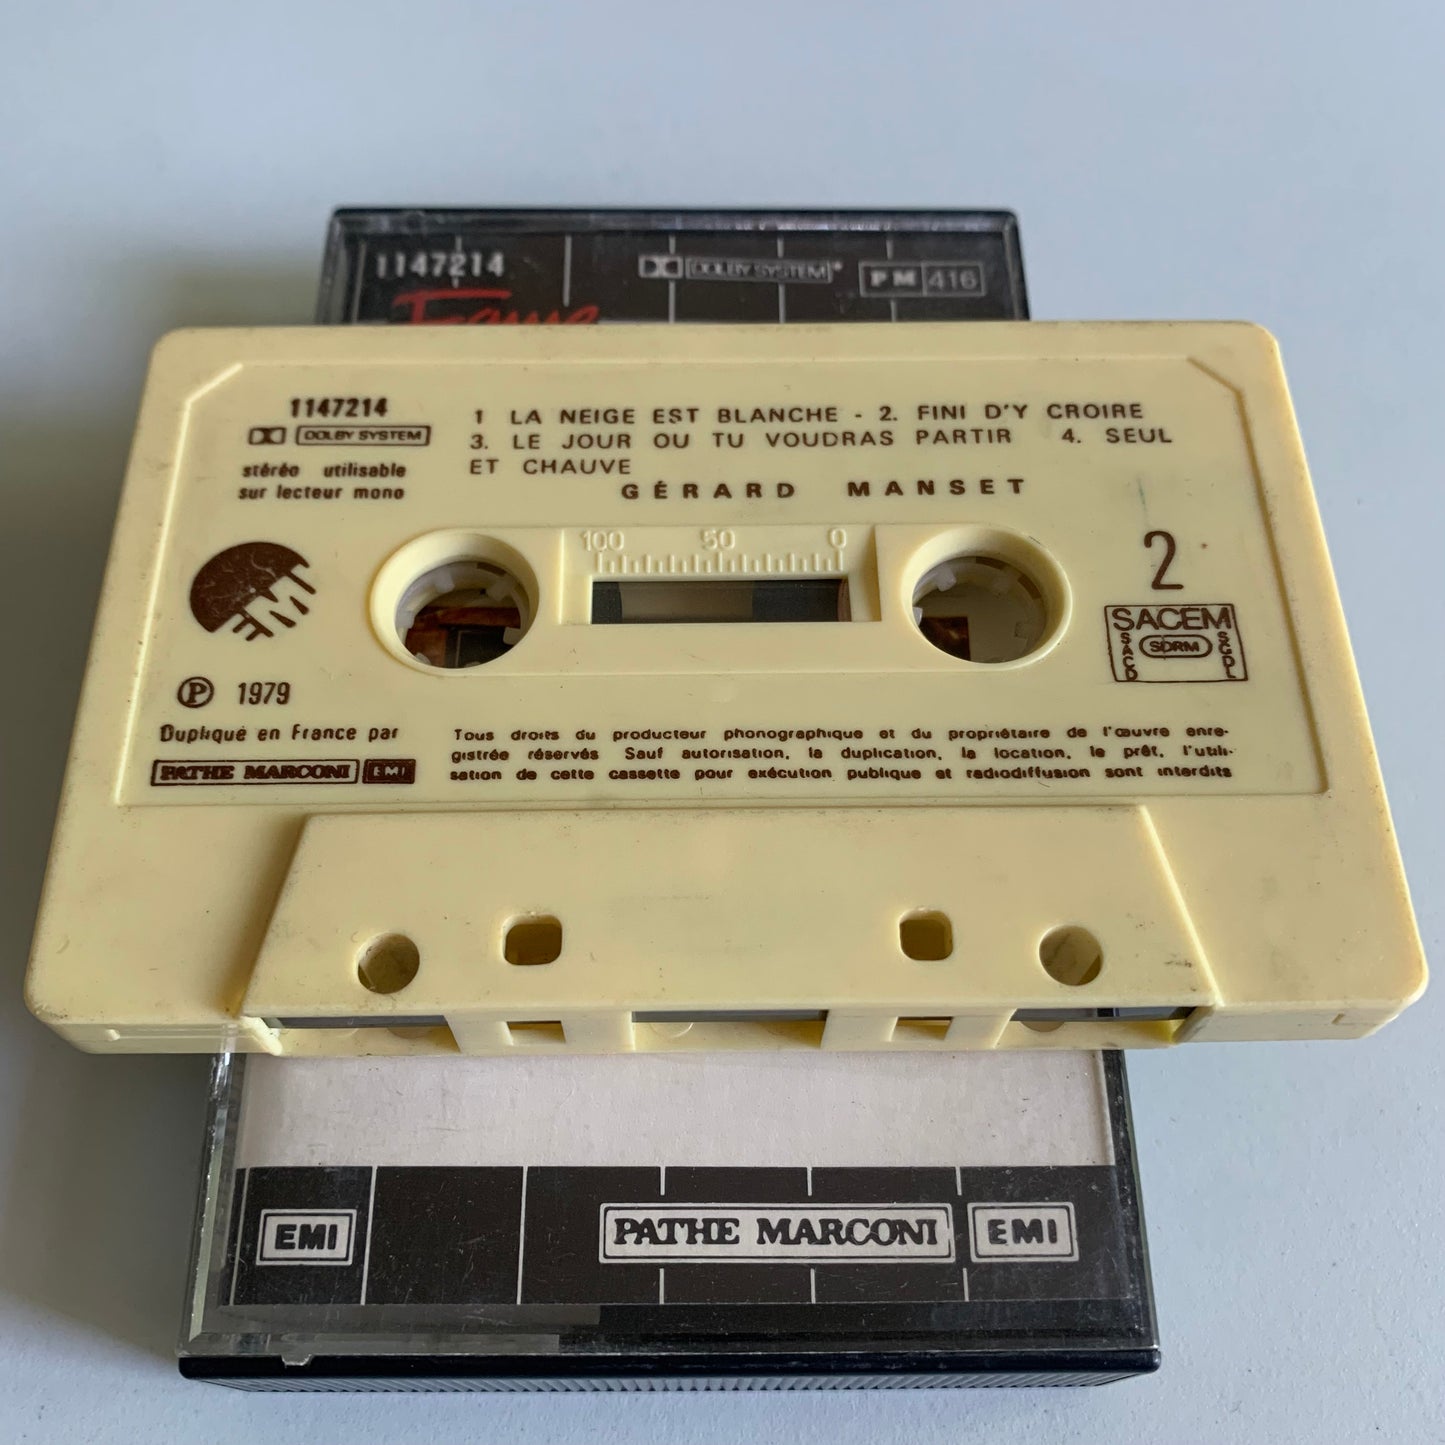 1147214
DOLBY SYSTEM
PM 416
1147214
DOLBY SYSTEM
stéréo utilisable
sur lecteur mono
1 LA NEIGE EST BLANCHE - 2. FINI D'Y CROIRE
3. LE JOUR OU TU VOUDRAS PARTIR 4. SEUL
ET CHAUVE
GÉRARD MANSET
100 50 0
2
EMI
SACEM
SACD
SDRM
SGDL
Ⓟ 1979
Dupliqué en France par
PATHE MARCONI EMI
Tous droits du producteur phonographique et du propriétaire de l'œuvre enre-
gistrée réservés Sauf autorisation, la duplication, la location, le prêt, l'utili-
sation de cette cassette pour exécution publique et radiodiffusion sont interdits
EMI
PATHE MARCONI EMI